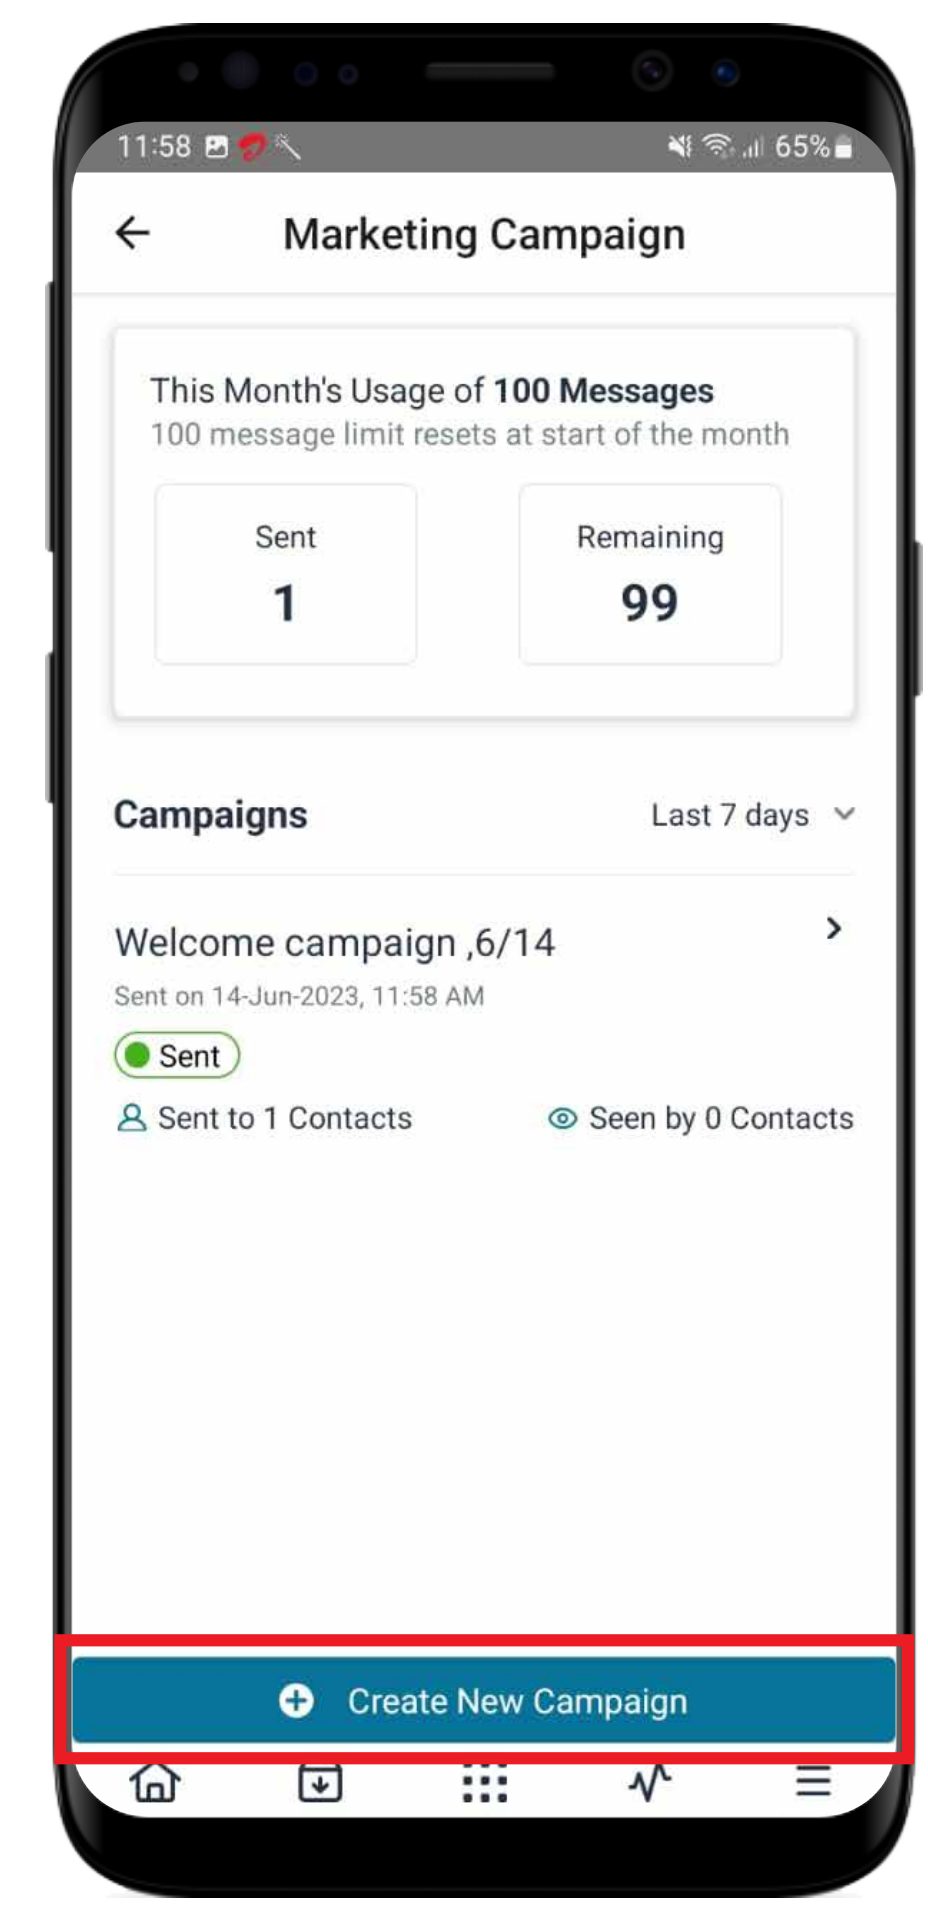 11:58 65%
Marketing Campaign
This Month's Usage of 100 Messages
100 message limit resets at start of the month
Sent Remaining
1 99
Campaigns Last 7 days
Welcome campaign ,6/14
Sent on 14-Jun-2023, 11:58 AM
Sent
Sent to 1 Contacts Seen by 0 Contacts
Create New Campaign